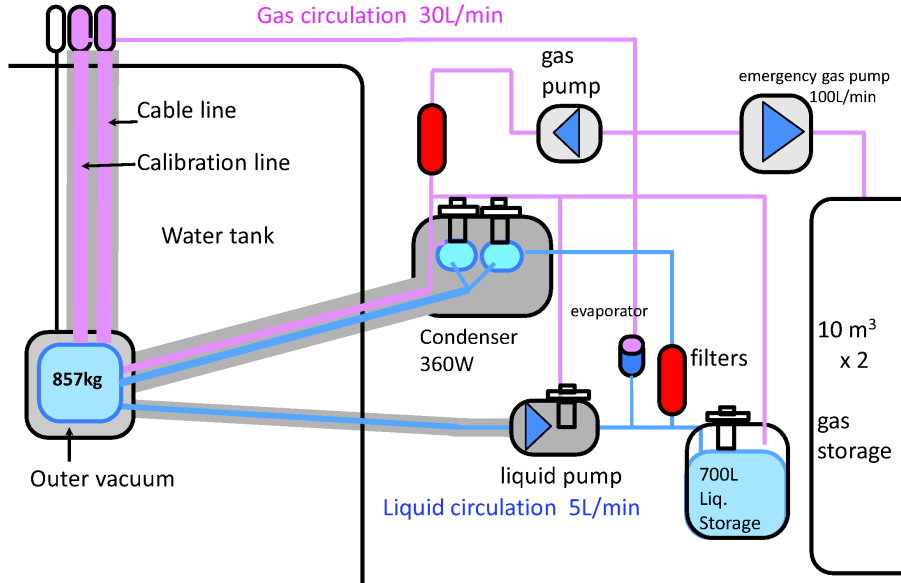 Gas circulation 30L/min
gas
pump
emergency gas pump
100L/min
Cable line
Calibration line
Water tank
Condenser
360W
evaporator
filters
10 m³
x 2
gas
storage
857kg
Outer vacuum
liquid pump
Liquid circulation 5L/min
700L
Liq.
Storage